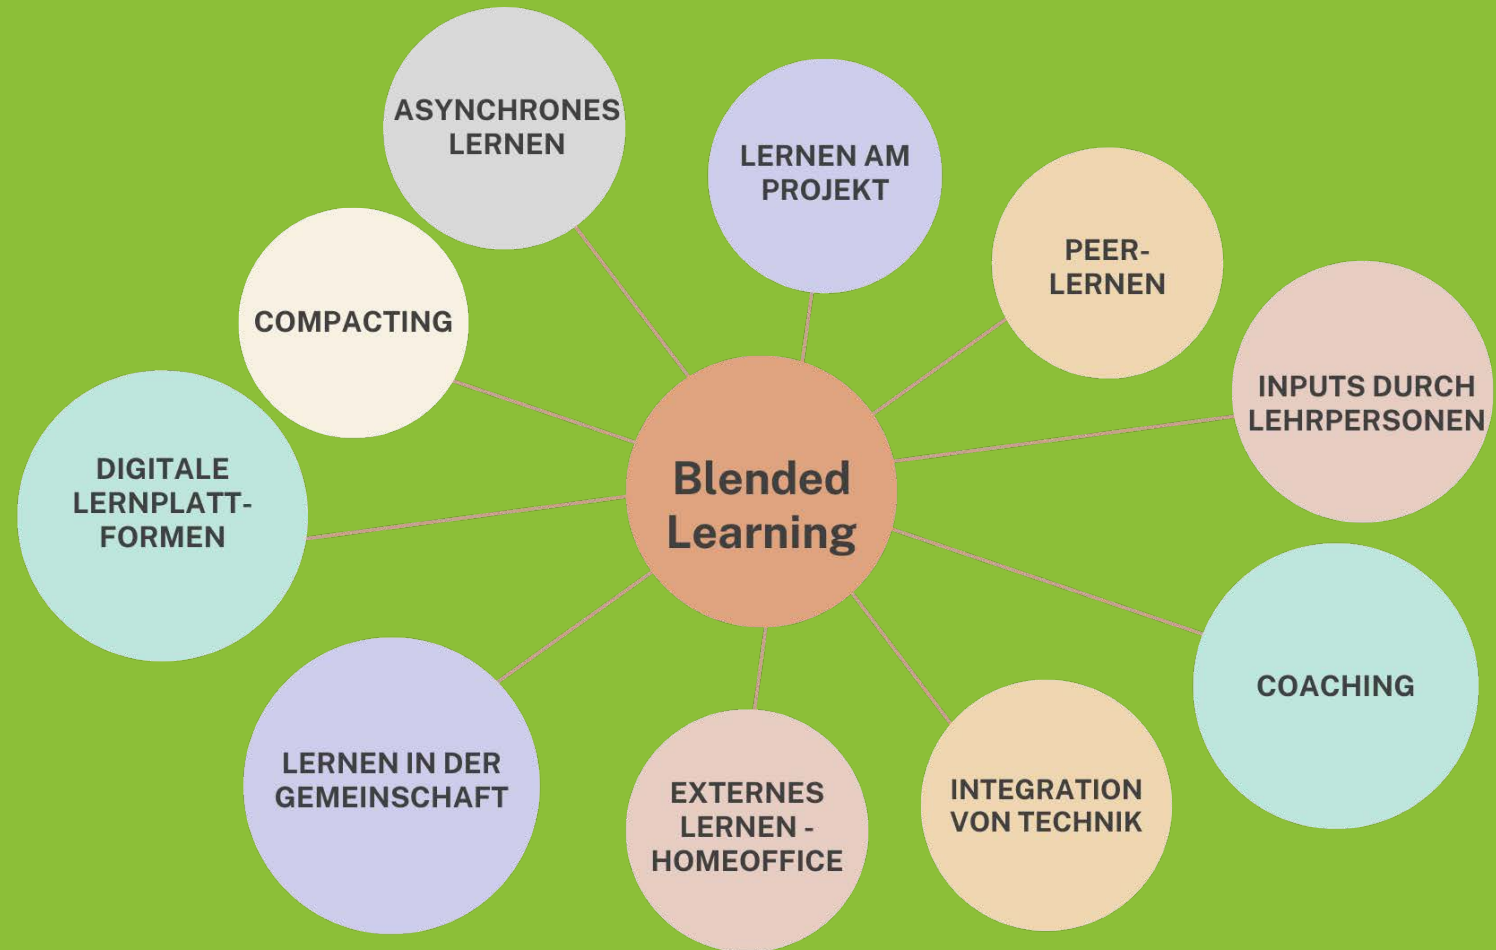 ASYNCHRONES
LERNEN
LERNEN AM
PROJEKT
PEER-
LERNEN
COMPACTING
INPUTS DURCH
LEHRPERSONEN
DIGITALE
LERNPLATT-
FORMEN
Blended
Learning
COACHING
LERNEN IN DER
GEMEINSCHAFT
EXTERNES
LERNEN -
HOMEOFFICE
INTEGRATION
VON TECHNIK